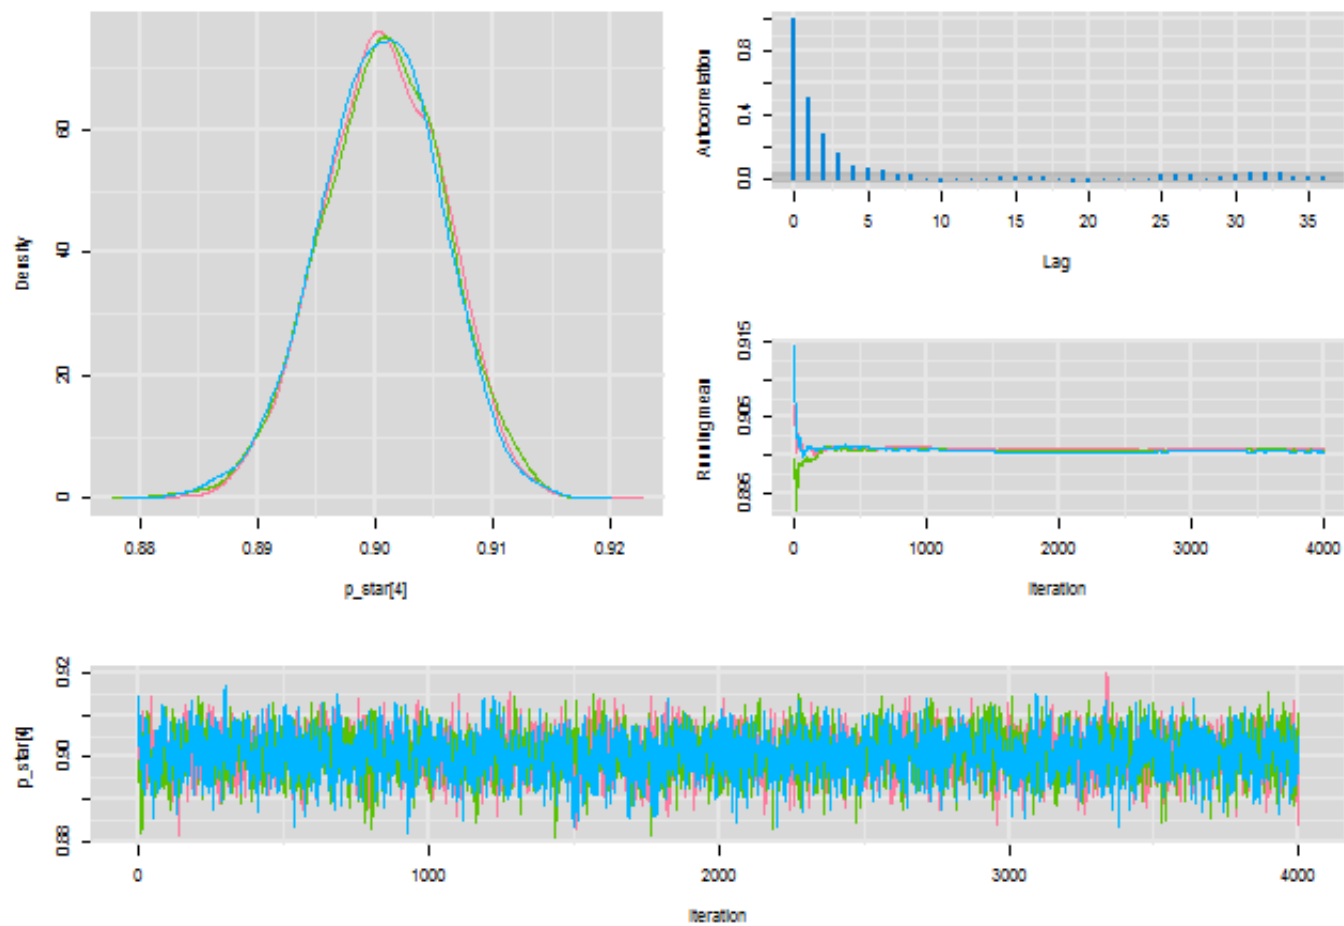 Density
60
40
20
0
0.88 0.89 0.90 0.91 0.92
p_star[4]
Autocorrelation
0.8
0.4
0.0
0 5 10 15 20 25 30 35
Lag
Running mean
0.915
0.905
0.895
0 1000 2000 3000 4000
Iteration
p_star[4]
0.92
0.90
0.88
0 1000 2000 3000 4000
Iteration